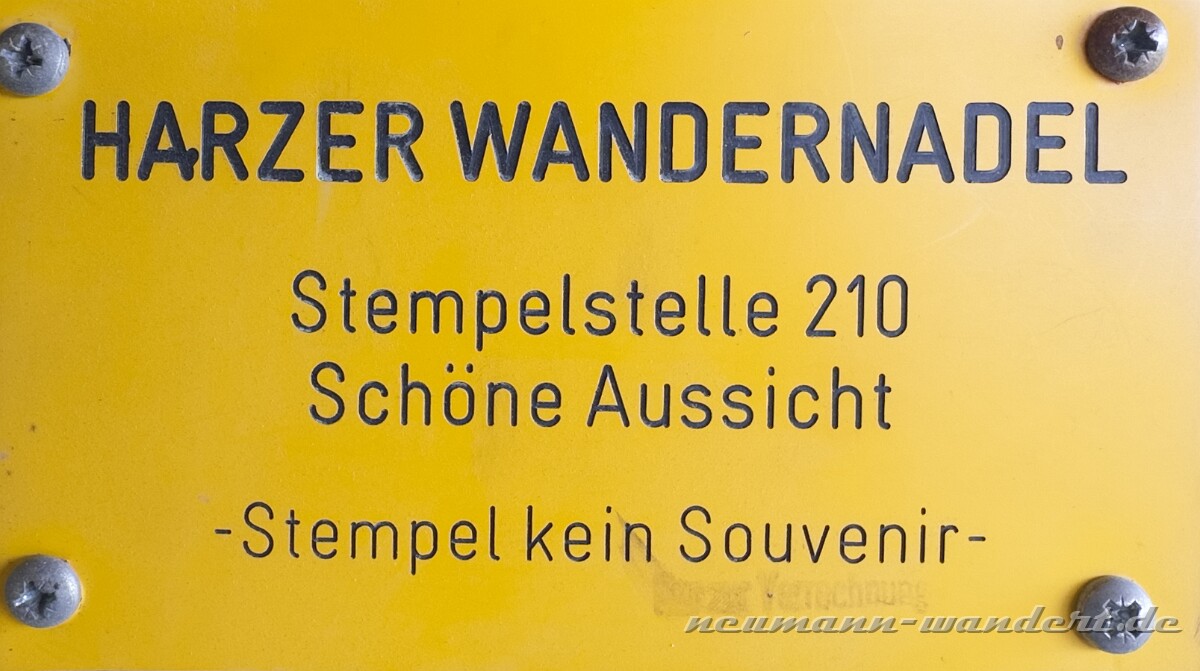 HARZER WANDERNADEL
Stempelstelle 210
Schöne Aussicht
-Stempel kein Souvenir-
neumann-wandert.de